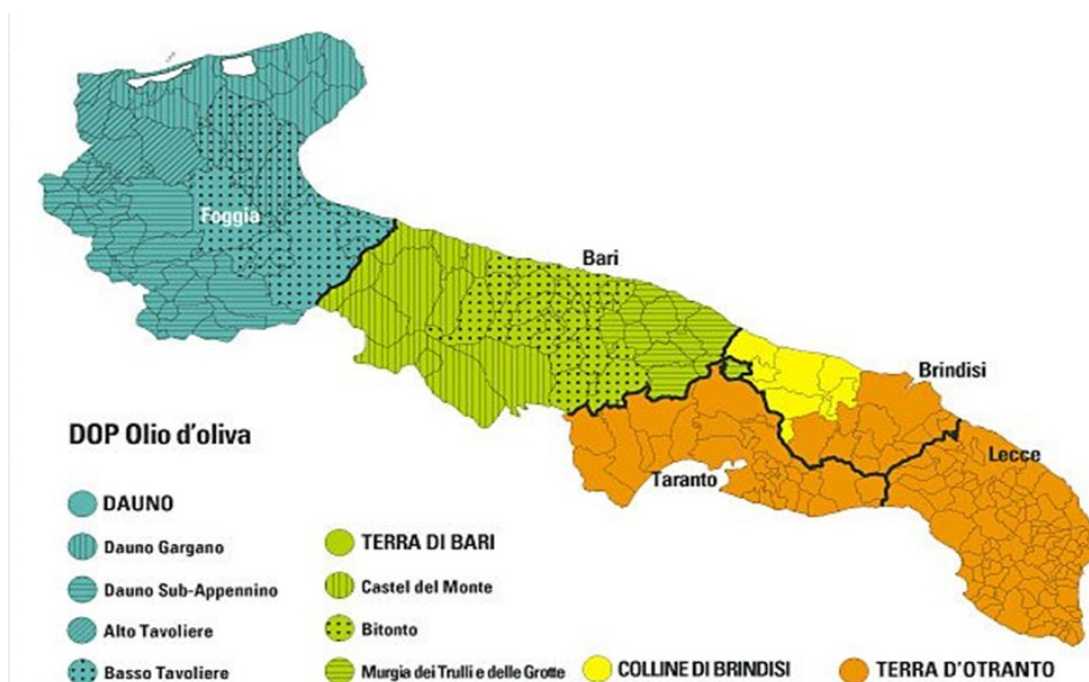 Foggia
Bari
Brindisi
Lecce
Taranto
DOP Olio d'oliva
DAUNO
Dauno Gargano
Dauno Sub-Appennino
Alto Tavoliere
Basso Tavoliere
TERRA DI BARI
Castel del Monte
Bitonto
Murgia dei Trulli e delle Grotte
COLLINE DI BRINDISI
TERRA D'OTRANTO